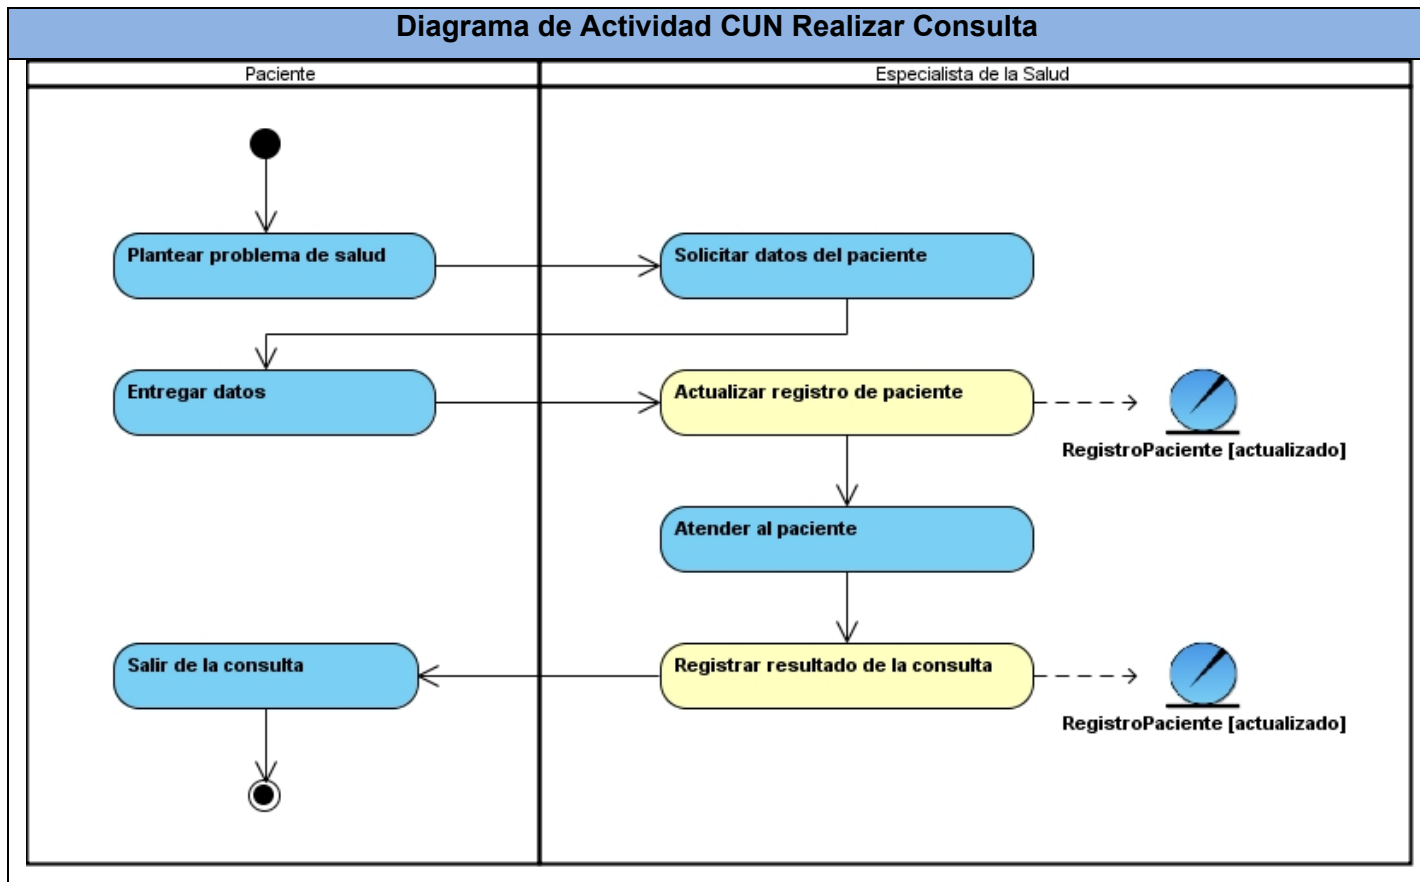 Diagrama de Actividad CUN Realizar Consulta
Paciente
Especialista de la Salud
Plantear problema de salud
Solicitar datos del paciente
Entregar datos
Actualizar registro de paciente
RegistroPaciente [actualizado]
Atender al paciente
Salir de la consulta
Registrar resultado de la consulta
RegistroPaciente [actualizado]